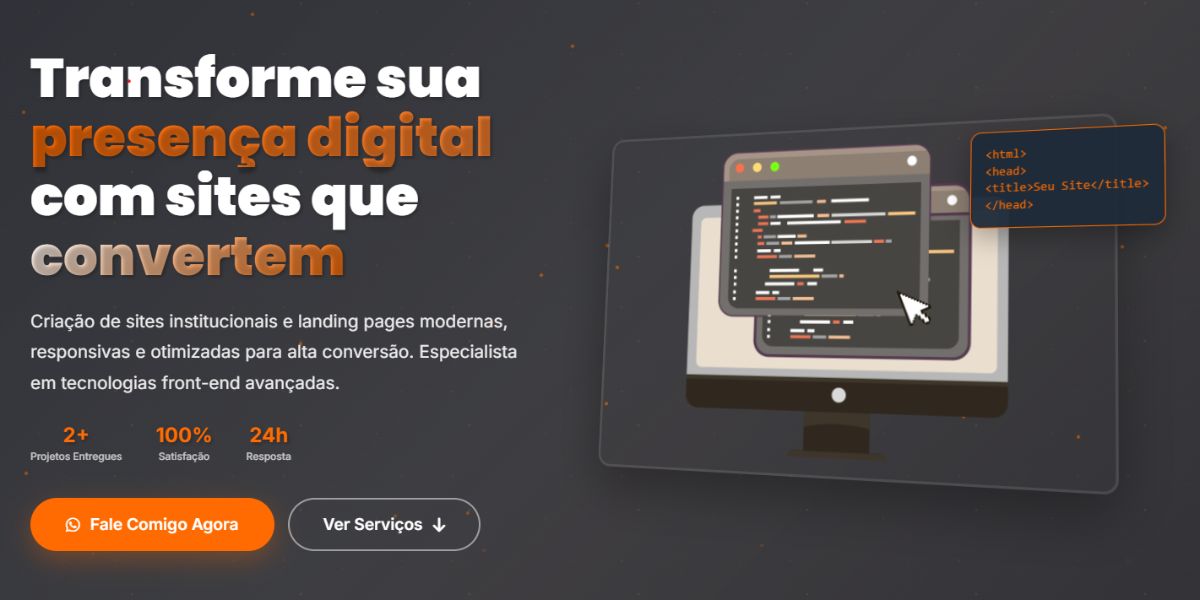 Transforme sua
presença digital
com sites que
convertem
Criação de sites institucionais e landing pages modernas,
responsivas e otimizadas para alta conversão. Especialista
em tecnologias front-end avançadas.
2+
Projetos Entregues
100%
Satisfação
24h
Resposta
Fale Comigo Agora
Ver Serviços ↓
<html>
<head>
<title>Seu Site</title>
</head>